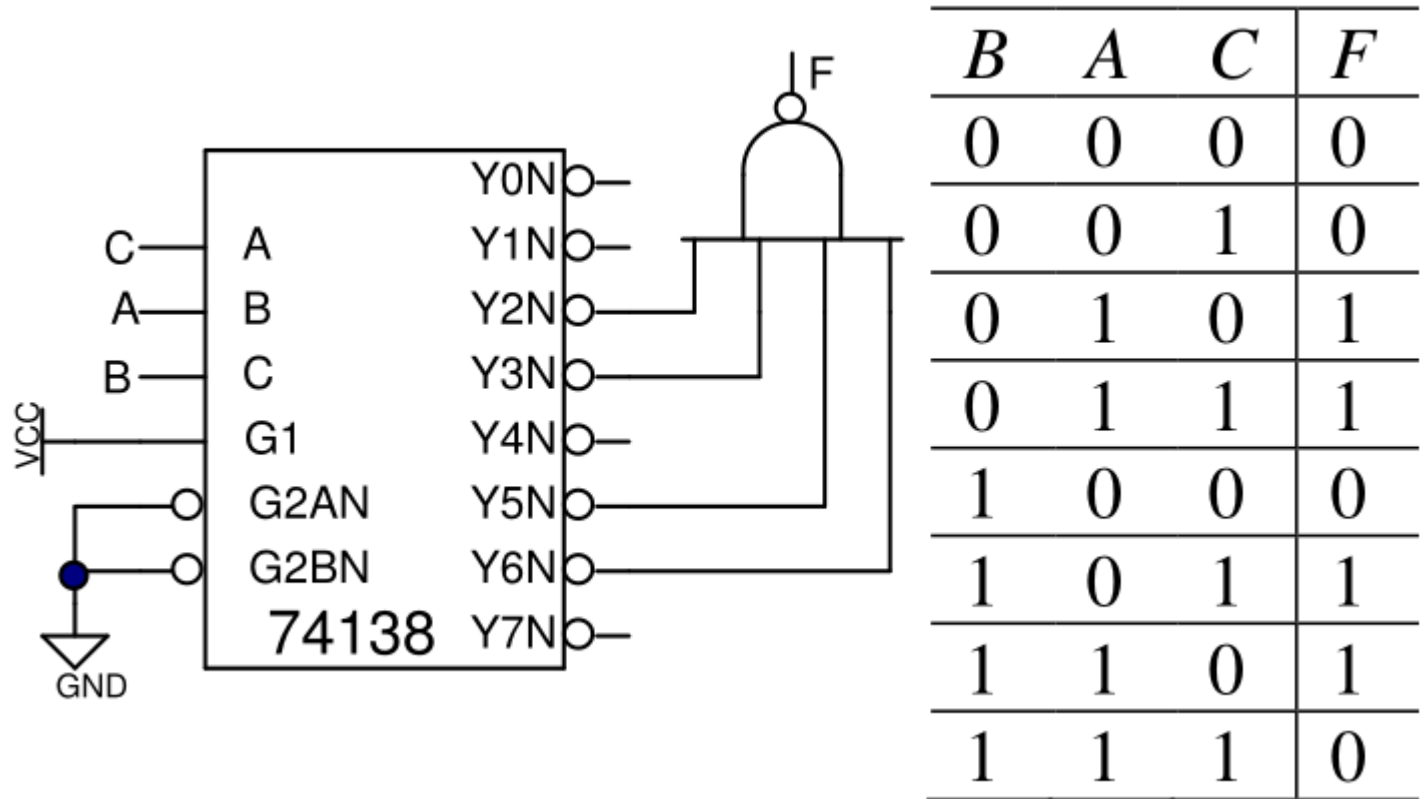 F
Y0N
C A Y1N
A B Y2N
B C Y3N
VCC G1 Y4N
G2AN Y5N
G2BN Y6N
74138 Y7N
GND
B A C F
0 0 0 0
0 0 1 0
0 1 0 1
0 1 1 1
1 0 0 0
1 0 1 1
1 1 0 1
1 1 1 0